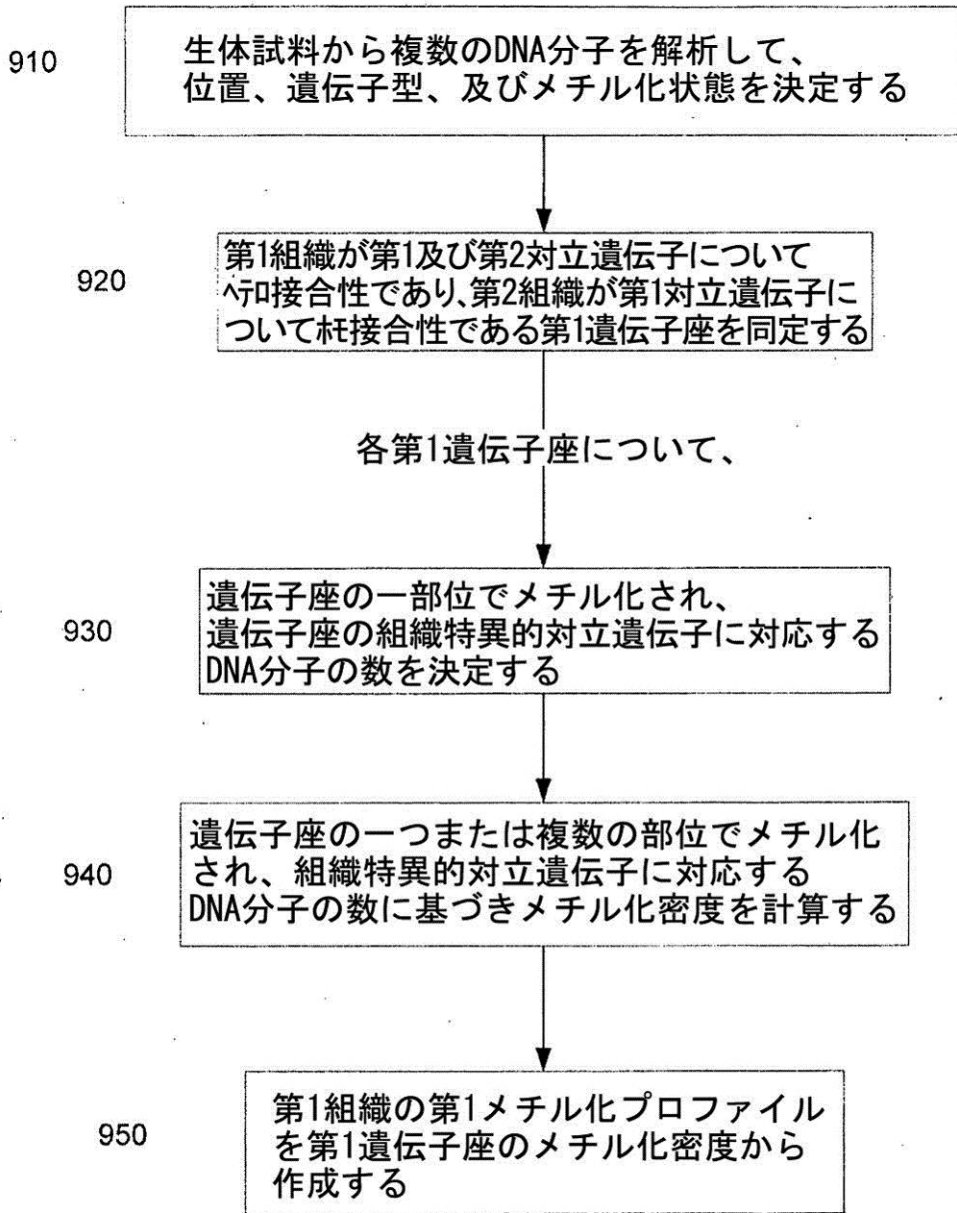 910
生体試料から複数のDNA分子を解析して、
位置、遺伝子型、及びメチル化状態を決定する
920
第1組織が第1及び第2対立遺伝子について
ヘテロ接合性であり、第2組織が第1対立遺伝子に
ついてホモ接合性である第1遺伝子座を同定する
各第1遺伝子座について、
930
遺伝子座の一部位でメチル化され、
遺伝子座の組織特異的対立遺伝子に対応する
DNA分子の数を決定する
940
遺伝子座の一つまたは複数の部位でメチル化
され、組織特異的対立遺伝子に対応する
DNA分子の数に基づきメチル化密度を計算する
950
第1組織の第1メチル化プロファイル
を第1遺伝子座のメチル化密度から
作成する